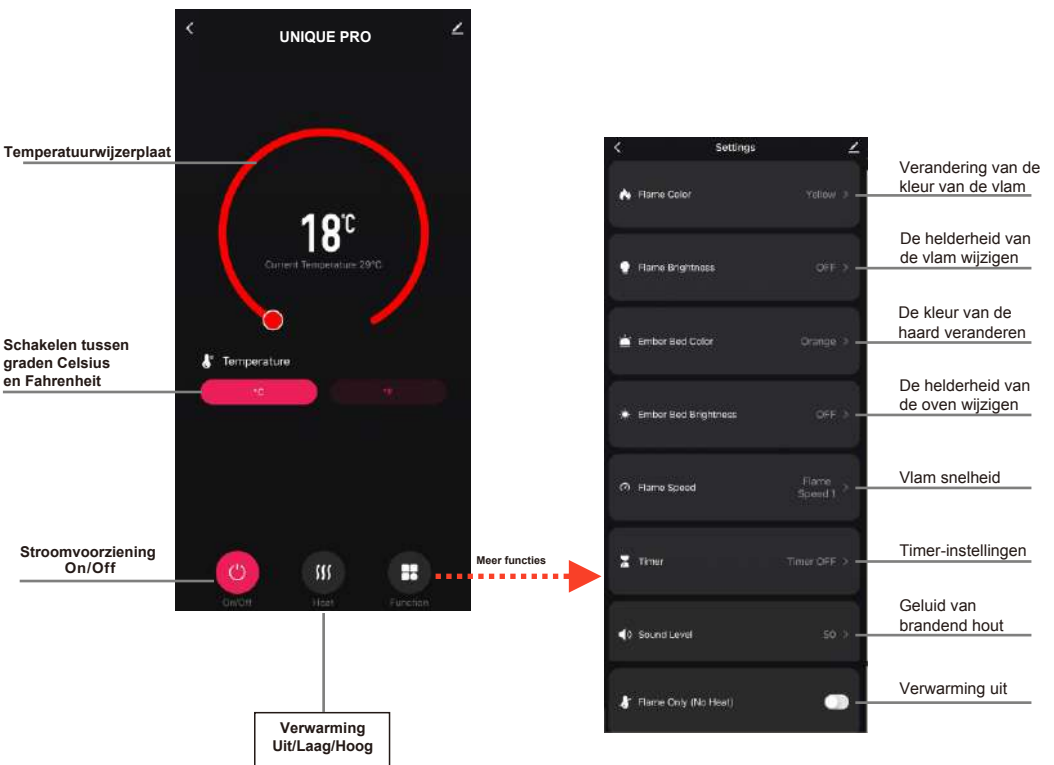 UNIQUE PRO
Temperatuurwijzerplaat
18°C
Current Temperature 29°C
Schakelen tussen
graden Celsius
en Fahrenheit
Temperature
°C
°F
Stroomvoorziening
On/Off
On/Off
Heat
Function
Meer functies
Verwarming
Uit/Laag/Hoog
Settings
Flame Color
Yellow
Verandering van de
kleur van de vlam
Flame Brightness
OFF
De helderheid van
de vlam wijzigen
Ember Bed Color
Orange
De kleur van de
haard veranderen
Ember Bed Brightness
OFF
De helderheid van
de oven wijzigen
Flame Speed
Flame
Speed 1
Vlam snelheid
Timer
Timer OFF
Timer-instellingen
Sound Level
50
Geluid van
brandend hout
Flame Only (No Heat)
Verwarming uit